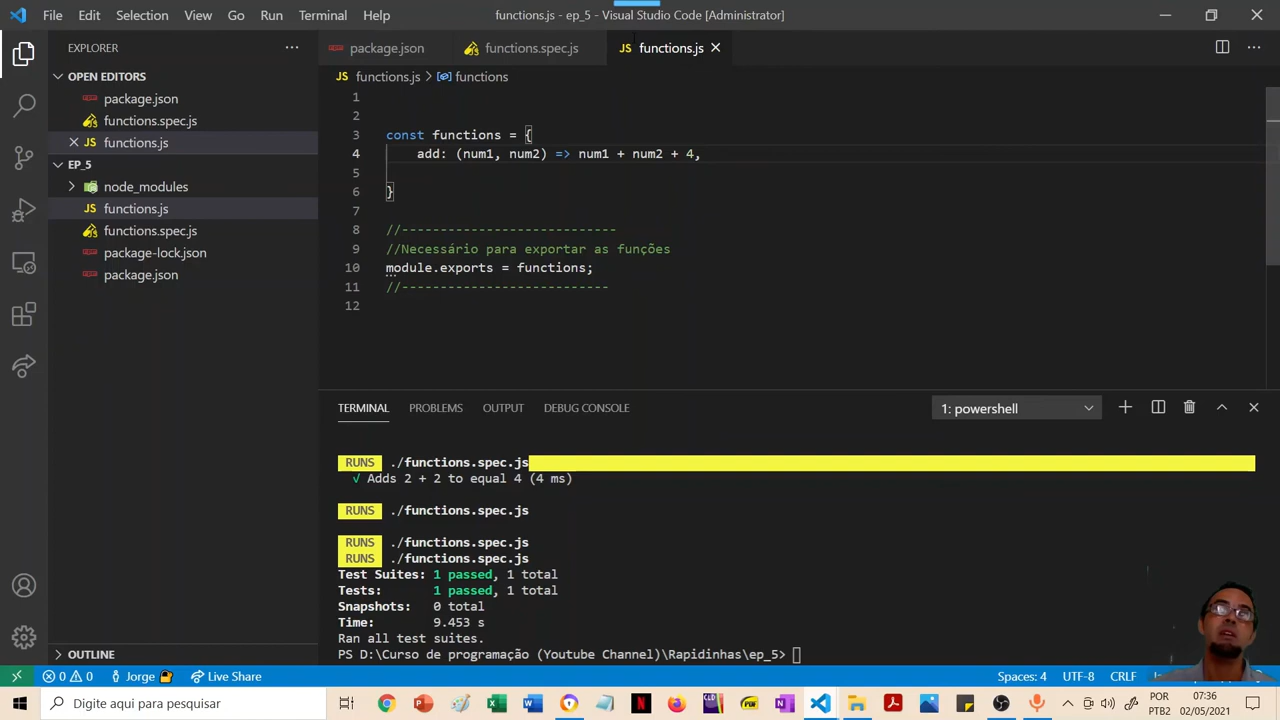 File Edit Selection View Go Run Terminal Help functions.js - ep_5 - Visual Studio Code [Administrator]
EXPLORER
OPEN EDITORS
package.json
functions.spec.js
JS functions.js
EP_5
node_modules
JS functions.js
functions.spec.js
package-lock.json
package.json
OUTLINE
package.json functions.spec.js JS functions.js
JS functions.js > functions
1
2
3 const functions = {
4 add: (num1, num2) => num1 + num2 + 4,
5
6 }
7
8 //----------------------------
9 //Necessário para exportar as funções
10 module.exports = functions;
11 //---------------------------
12
TERMINAL PROBLEMS OUTPUT DEBUG CONSOLE 1: powershell
RUNS ./functions.spec.js
√ Adds 2 + 2 to equal 4 (4 ms)
RUNS ./functions.spec.js
RUNS ./functions.spec.js
RUNS ./functions.spec.js
Test Suites: 1 passed, 1 total
Tests: 1 passed, 1 total
Snapshots: 0 total
Time: 9.453 s
Ran all test suites.
PS D:\Curso de programação (Youtube Channel)\Rapidinhas\ep_5>
0 0 Jorge Live Share Spaces: 4 UTF-8 CRLF
Digite aqui para pesquisar
POR 07:36
PTB2 02/05/2021